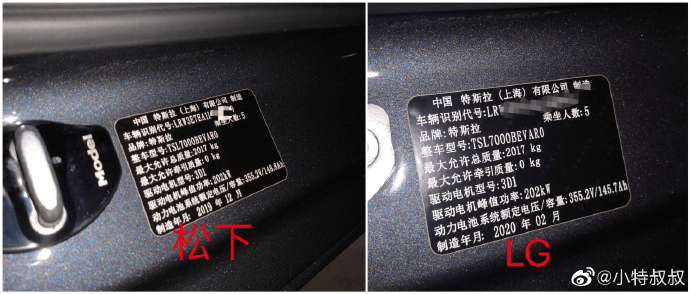 中国 特斯拉(上海)有限公司 制造
车辆识别代号:LRW3E7EA1L
乘坐人数:5
品牌:特斯拉
整车型号:TSL7000BEVAR0
最大允许总质量:2017 kg
最大允许牵引质量:0 kg
驱动电机型号:3D1
驱动电机峰值功率:202kW
动力电池系统额定电压/容量:355.2V/145.8Ah
制造年月:2019 年 12 月
Model
松下
中国 特斯拉(上海)有限公司 制造
车辆识别代号:LR
乘坐人数:5
品牌:特斯拉
整车型号:TSL7000BEVAR0
最大允许总质量:2017 kg
最大允许牵引质量:0 kg
驱动电机型号:3D1
驱动电机峰值功率:202kW
动力电池系统额定电压/容量:355.2V/145.7Ah
制造年月: 2020 年 02 月
LG
@小特叔叔